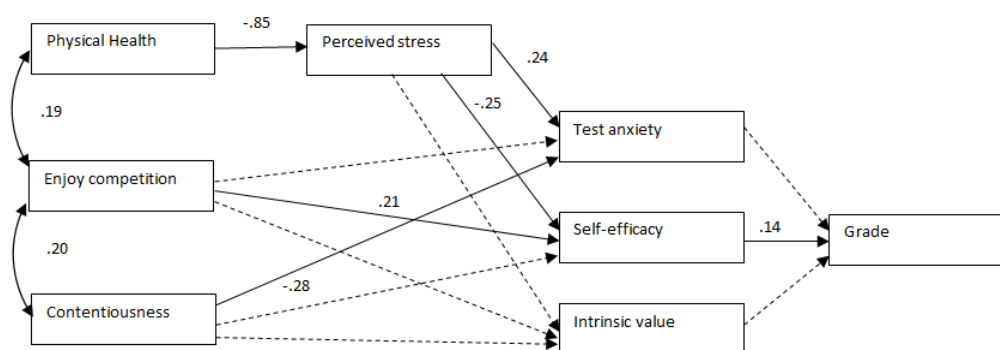 Physical Health
-.85
Perceived stress
.24
.19
-.25
Test anxiety
Enjoy competition
.21
Self-efficacy
.14
Grade
.20
-.28
Contentiousness
Intrinsic value